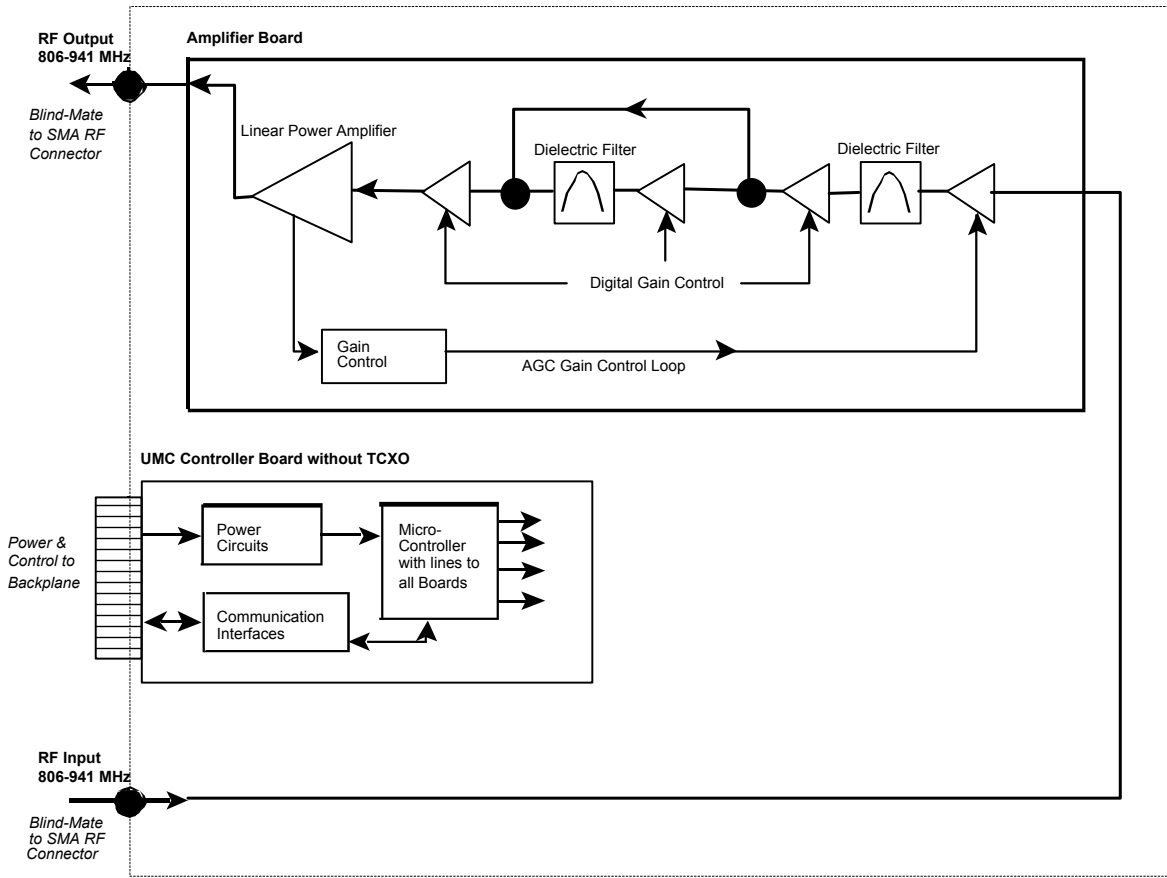 RF Output
806-941 MHz
Blind-Mate
to SMA RF
Connector
Amplifier Board
Linear Power Amplifier
Dielectric Filter
Dielectric Filter
Digital Gain Control
Gain
Control
AGC Gain Control Loop
UMC Controller Board without TCXO
Power &
Control to
Backplane
Power
Circuits
Micro-
Controller
with lines to
all Boards
Communication
Interfaces
RF Input
806-941 MHz
Blind-Mate
to SMA RF
Connector